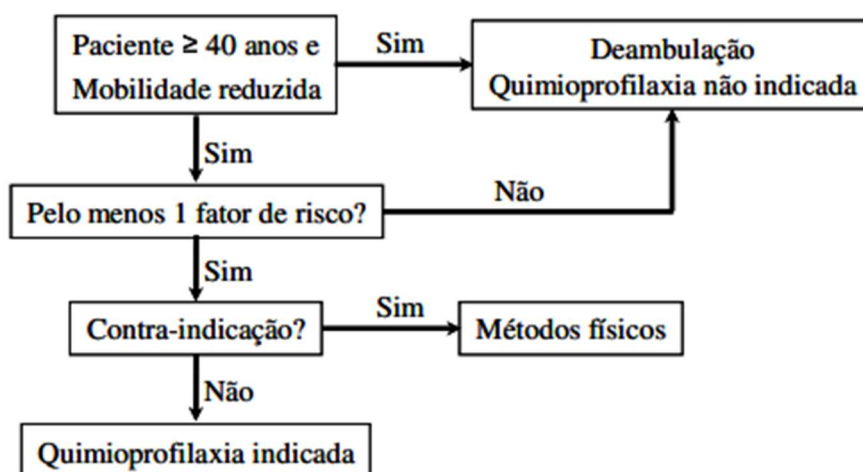 Paciente ≥ 40 anos e
Mobilidade reduzida
Sim
Deambulação
Quimioprofilaxia não indicada
Sim
Pelo menos 1 fator de risco?
Não
Sim
Contra-indicação?
Sim
Métodos físicos
Não
Quimioprofilaxia indicada